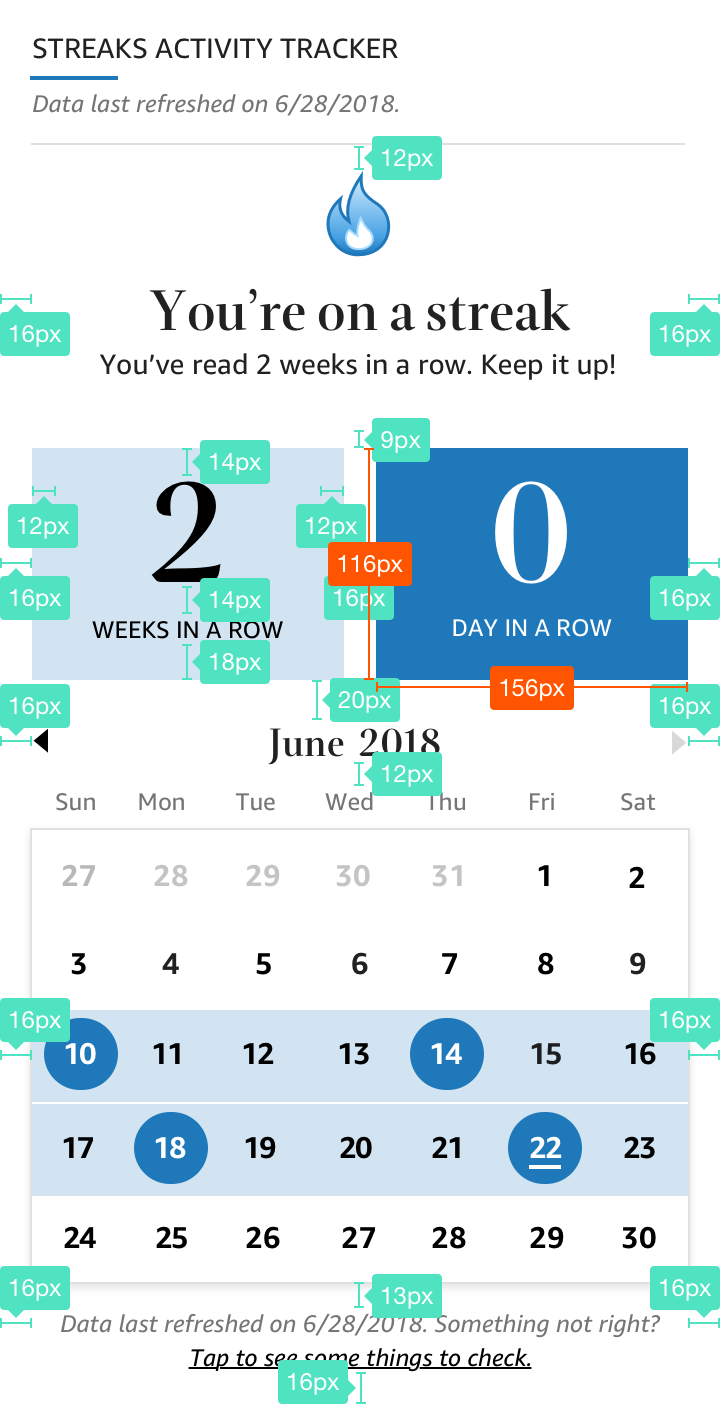 STREAKS ACTIVITY TRACKER
Data last refreshed on 6/28/2018.
12px
You're on a streak
16px 16px
You've read 2 weeks in a row. Keep it up!
9px
14px
2 0
12px 12px
116px
16px 14px 16px 16px
WEEKS IN A ROW DAY IN A ROW
18px
156px
16px 20px 16px
June 2018
12px
Sun Mon Tue Wed Thu Fri Sat
27 28 29 30 31 1 2
3 4 5 6 7 8 9
16px 16px
10 11 12 13 14 15 16
17 18 19 20 21 22 23
24 25 26 27 28 29 30
16px 13px 16px
Data last refreshed on 6/28/2018. Something not right?
Tap to see some things to check.
16px